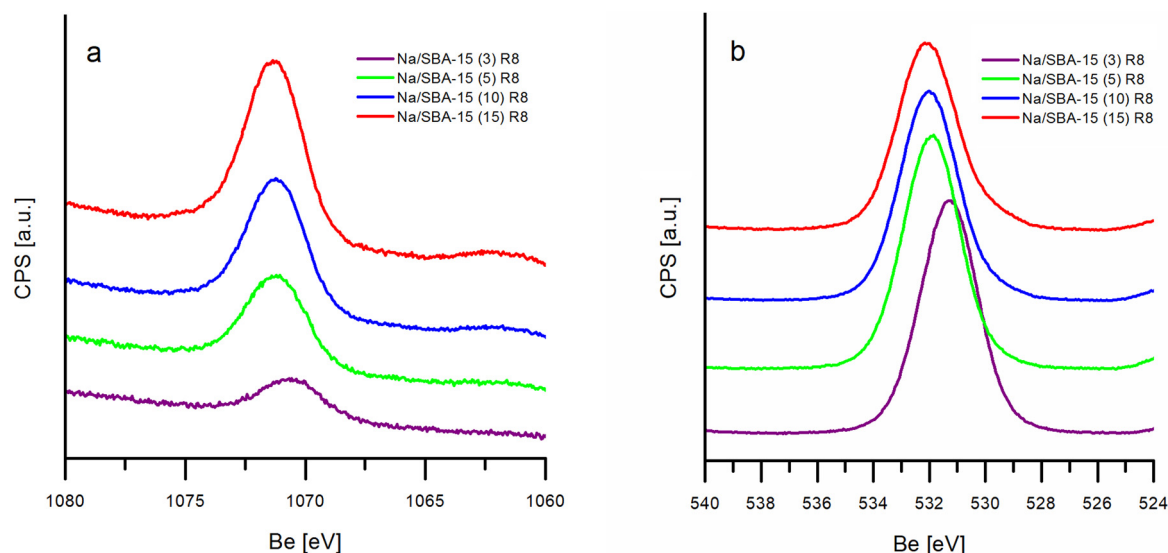 a
Na/SBA-15 (3) R8
Na/SBA-15 (5) R8
Na/SBA-15 (10) R8
Na/SBA-15 (15) R8
CPS [a.u.]
1080 1075 1070 1065 1060
Be [eV]
b
Na/SBA-15 (3) R8
Na/SBA-15 (5) R8
Na/SBA-15 (10) R8
Na/SBA-15 (15) R8
CPS [a.u.]
540 538 536 534 532 530 528 526 524
Be [eV]